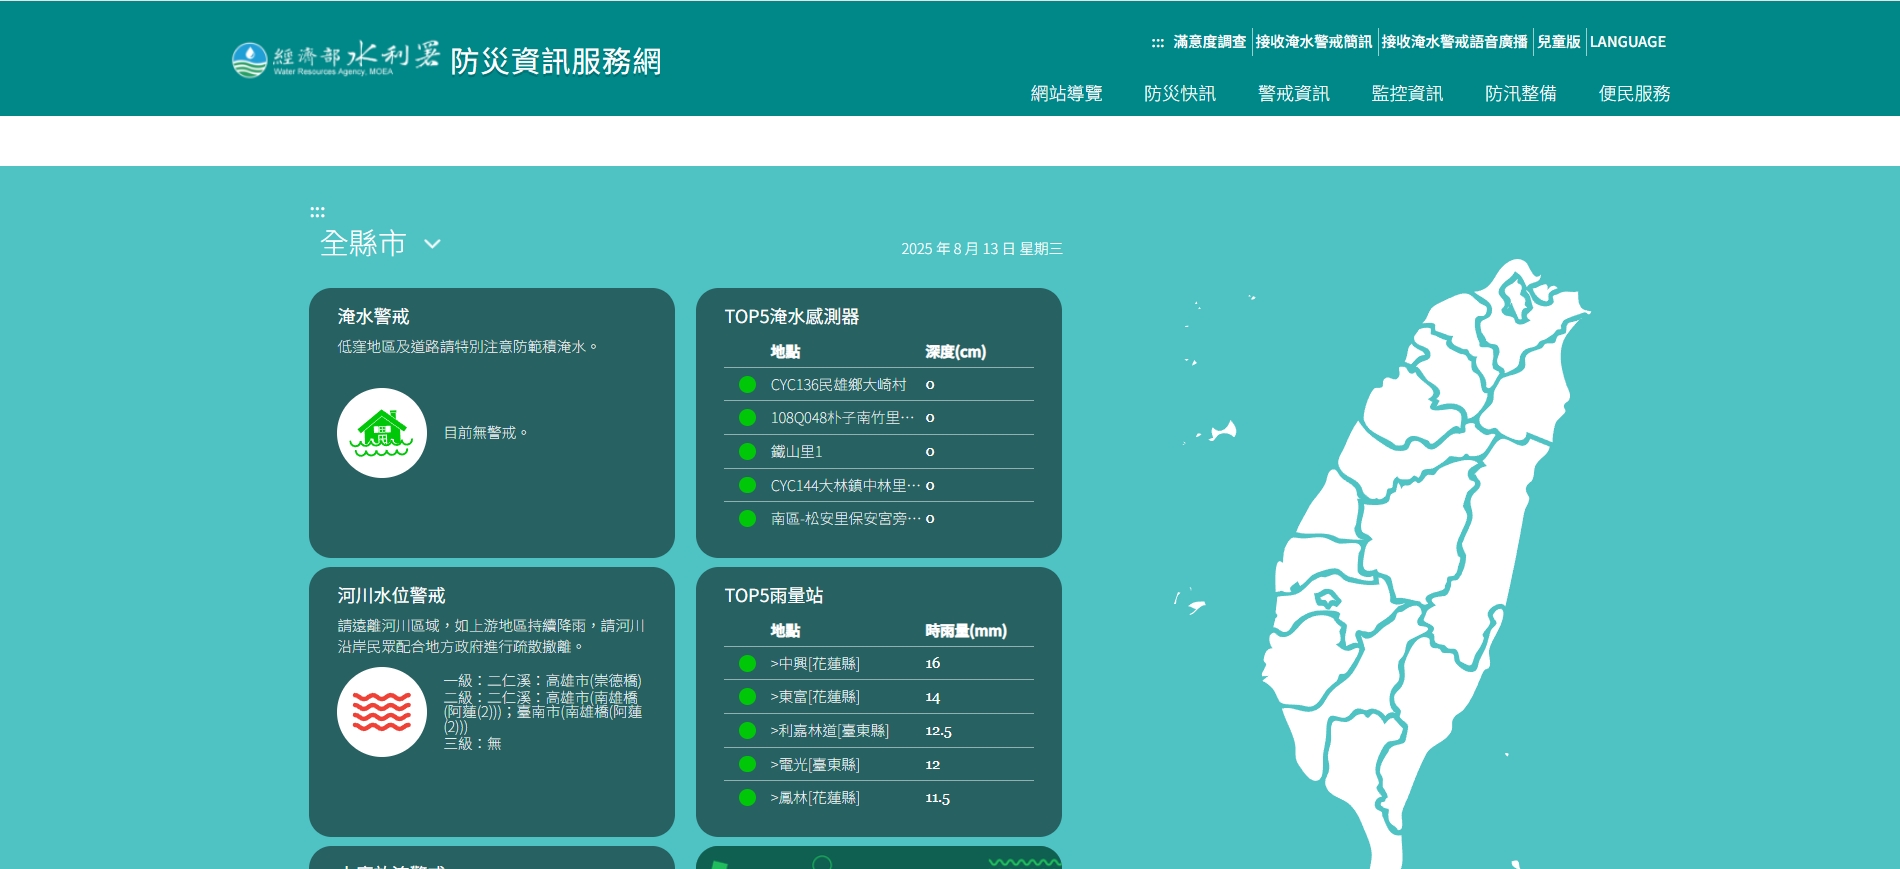 經濟部水利署
Water Resources Agency, MOEA
防災資訊服務網
::: 滿意度調查 接收淹水警戒簡訊 接收淹水警戒語音廣播 兒童版 LANGUAGE
網站導覽 防災快訊 警戒資訊 監控資訊 防汛整備 便民服務
:::
全縣市
2025 年 8 月 13 日 星期三
淹水警戒
低窪地區及道路請特別注意防範積淹水。
目前無警戒。
TOP5淹水感測器
地點 深度(cm)
CYC136民雄鄉大崎村 0
108Q048朴子南竹里… 0
鐵山里1 0
CYC144大林鎮中林里… 0
南區-松安里保安宮旁… 0
河川水位警戒
請遠離河川區域，如上游地區持續降雨，請河川
沿岸民眾配合地方政府進行疏散撤離。
一級：二仁溪：高雄市(崇德橋)
二級：二仁溪：高雄市(南雄橋
(阿蓮(2)))；臺南市(南雄橋(阿蓮
(2)))
三級：無
TOP5雨量站
地點 時雨量(mm)
>中興[花蓮縣] 16
>東富[花蓮縣] 14
>利嘉林道[臺東縣] 12.5
>電光[臺東縣] 12
>鳳林[花蓮縣] 11.5